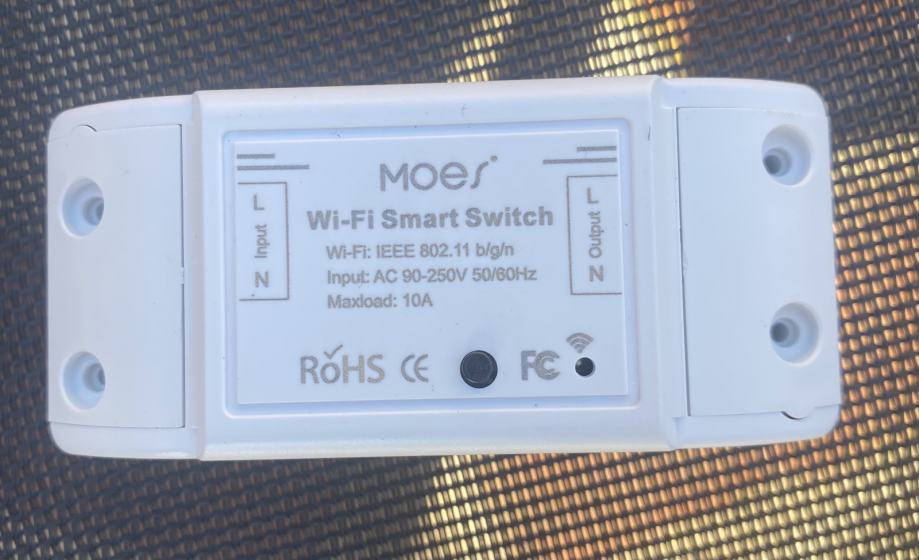 MOES
Wi-Fi Smart Switch
Wi-Fi: IEEE 802.11 b/g/n
Input: AC 90-250V 50/60Hz
Maxload: 10A
L
Input
N
L
Output
N
RoHS CE FC